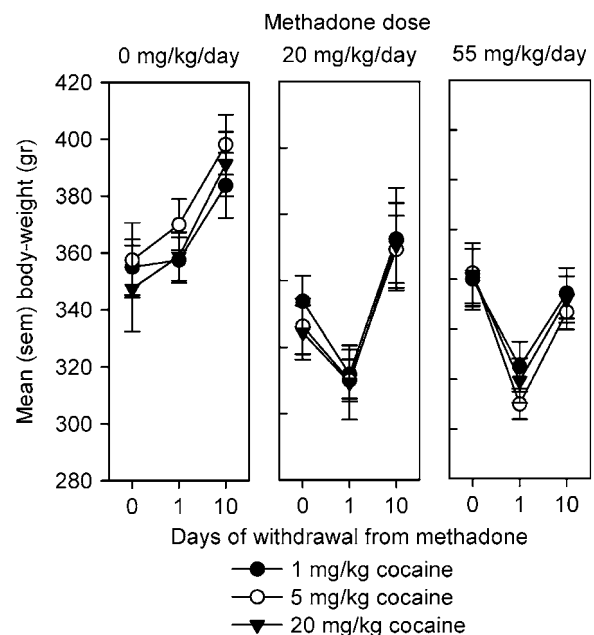 Methadone dose
0 mg/kg/day 20 mg/kg/day 55 mg/kg/day
Mean (sem) body-weight (gr)
420
400
380
360
340
320
300
280
0 1 10 0 1 10 0 1 10
Days of withdrawal from methadone
1 mg/kg cocaine
5 mg/kg cocaine
20 mg/kg cocaine